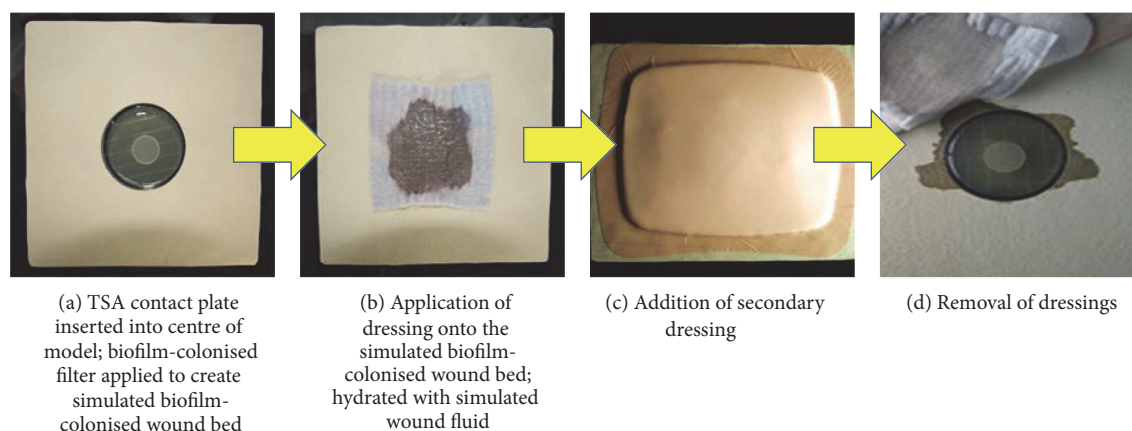 (a) TSA contact plate
inserted into centre of
model; biofilm-colonised
filter applied to create
simulated biofilm-
colonised wound bed
(b) Application of
dressing onto the
simulated biofilm-
colonised wound bed;
hydrated with simulated
wound fluid
(c) Addition of secondary
dressing
(d) Removal of dressings